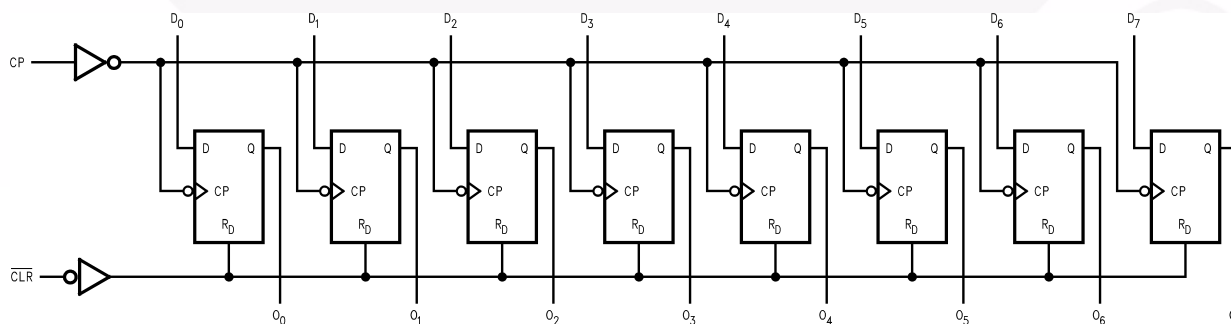 D0 D1 D2 D3 D4 D5 D6 D7
CP
D Q D Q D Q D Q D Q D Q D Q D Q
CP CP CP CP CP CP CP CP
RD RD RD RD RD RD RD RD
CLR
O0 O1 O2 O3 O4 O5 O6